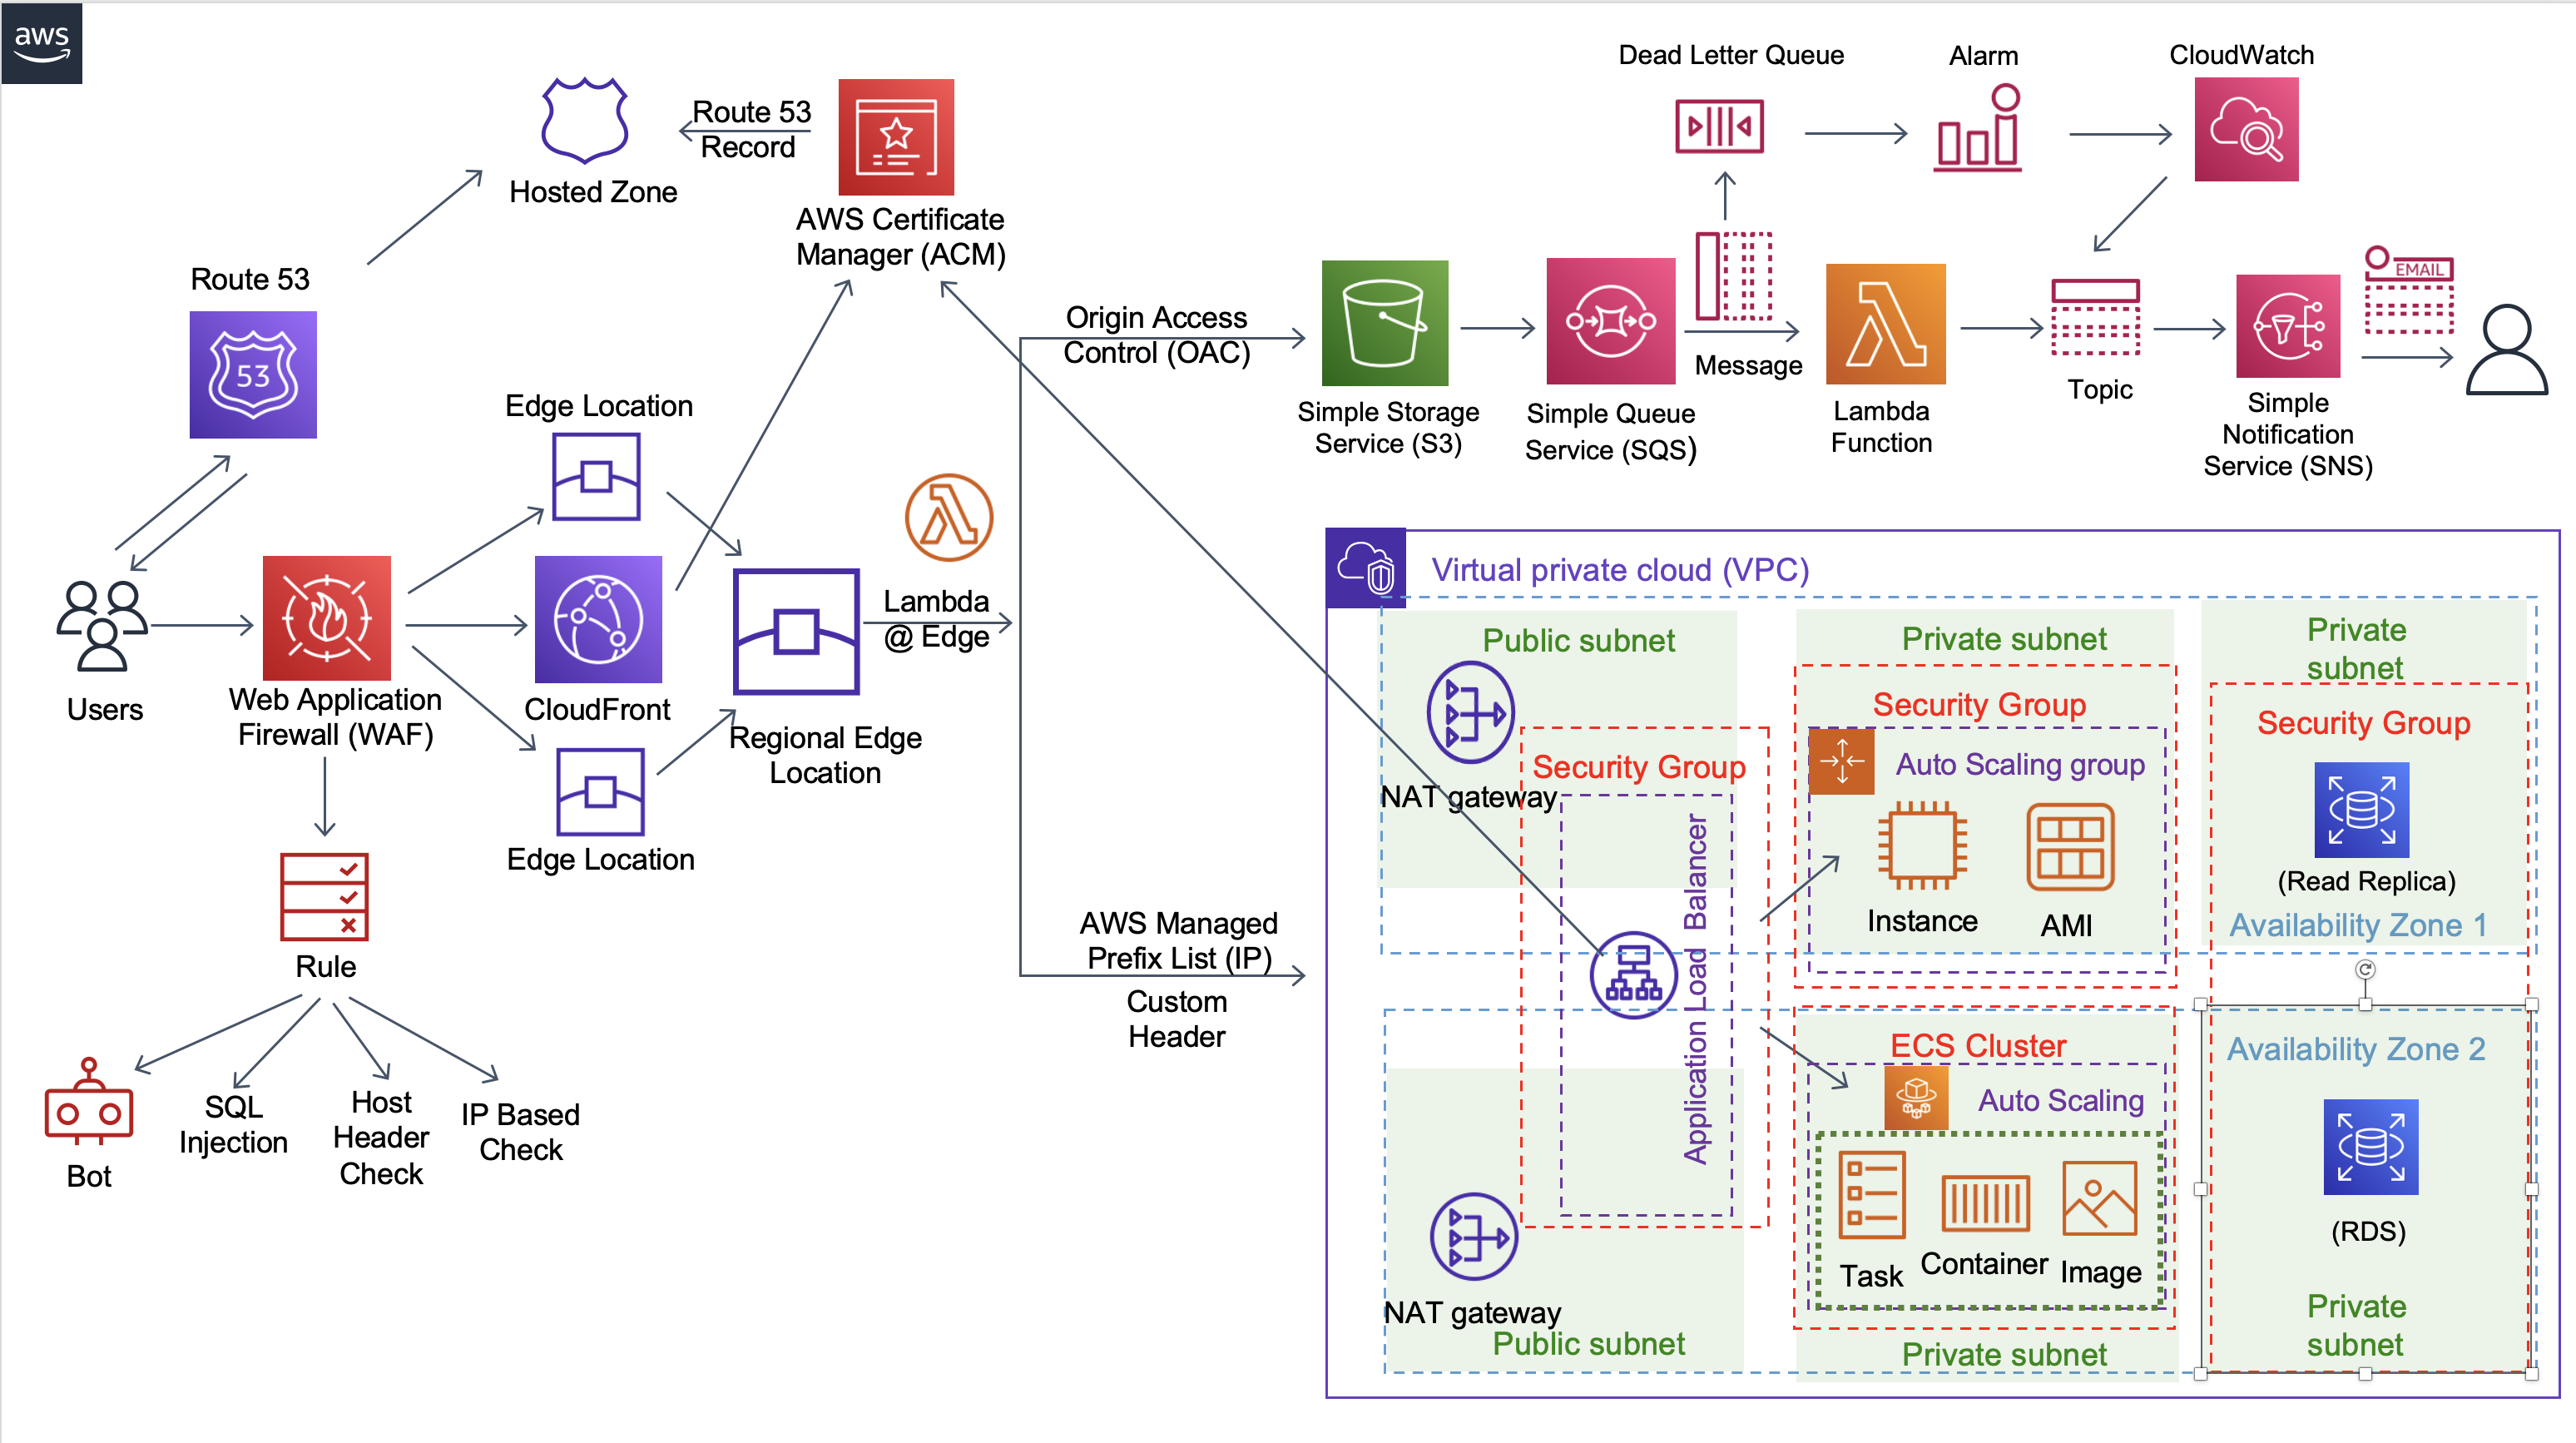 aws
Dead Letter Queue
Alarm
CloudWatch
Route 53
Record
Hosted Zone
AWS Certificate
Manager (ACM)
Route 53
53
EMAIL
Origin Access
Control (OAC)
Message
Topic
Simple Storage
Service (S3)
Simple Queue
Service (SQS)
Lambda
Function
Simple
Notification
Service (SNS)
Edge Location
Lambda
@ Edge
Users
Web Application
Firewall (WAF)
CloudFront
Regional Edge
Location
Edge Location
Rule
Bot
SQL
Injection
Host
Header
Check
IP Based
Check
AWS Managed
Prefix List (IP)
Custom
Header
Virtual private cloud (VPC)
Public subnet
Private subnet
Private
subnet
Security Group
Security Group
Security Group
NAT gateway
Auto Scaling group
Application Load Balancer
Instance
AMI
(Read Replica)
Availability Zone 1
Availability Zone 2
ECS Cluster
Auto Scaling
Task
Container
Image
(RDS)
NAT gateway
Public subnet
Private subnet
Private
subnet